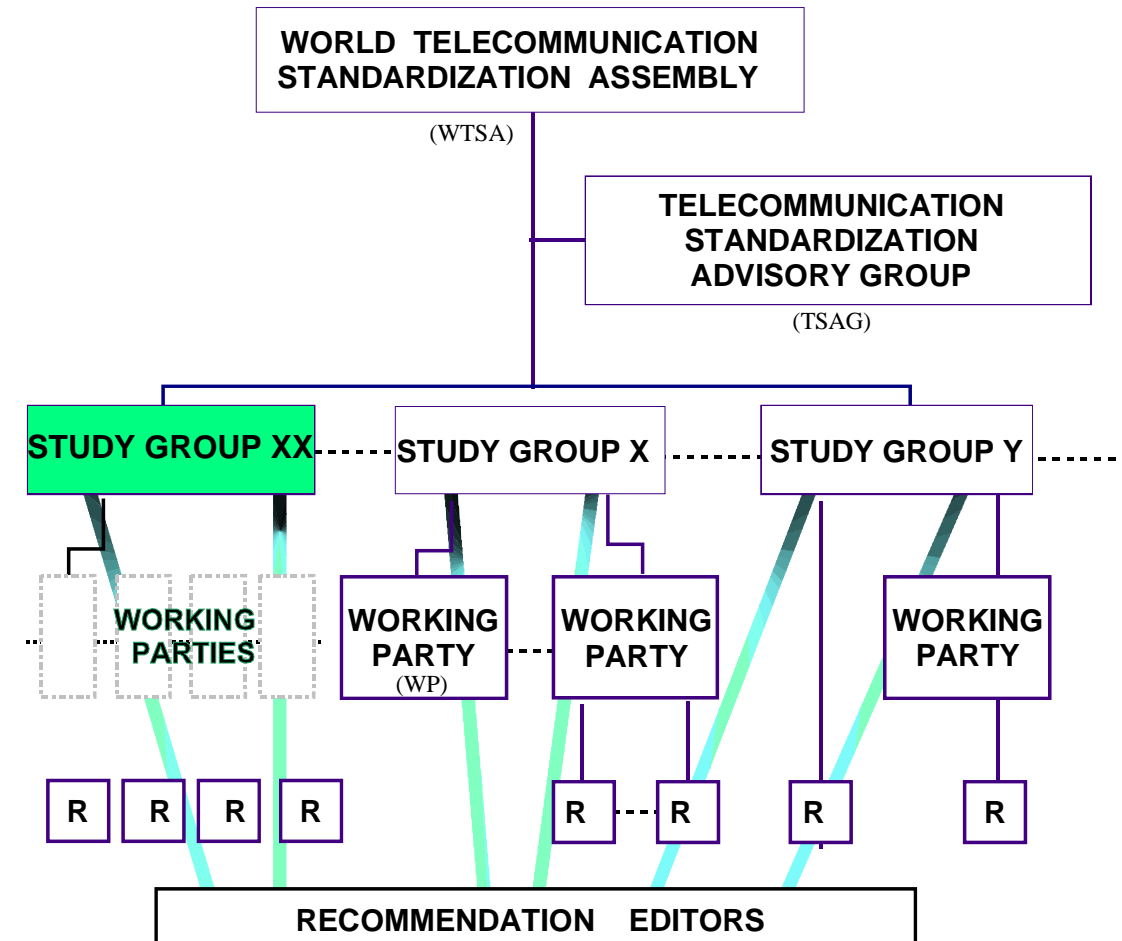 WORLD TELECOMMUNICATION
STANDARDIZATION ASSEMBLY
(WTSA)
TELECOMMUNICATION
STANDARDIZATION
ADVISORY GROUP
(TSAG)
STUDY GROUP XX
STUDY GROUP X
STUDY GROUP Y
WORKING
PARTIES
WORKING
PARTY
(WP)
WORKING
PARTY
WORKING
PARTY
R
R
R
R
R
R
R
R
RECOMMENDATION EDITORS